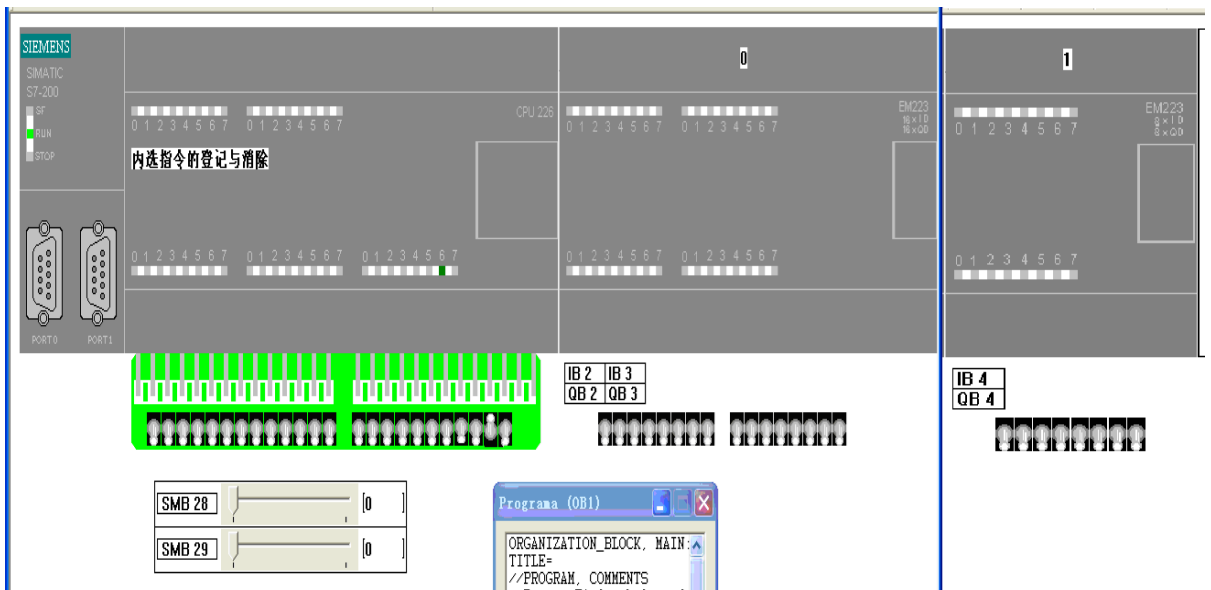 SIEMENS
SIMATIC
S7-200
SF
RUN
STOP
0 1 2 3 4 5 6 7 0 1 2 3 4 5 6 7
CPU 226
内选指令的登记与消除
0 1 2 3 4 5 6 7 0 1 2 3 4 5 6 7 0 1 2 3 4 5 6 7
PORT0 PORT1
0
0 1 2 3 4 5 6 7 0 1 2 3 4 5 6 7
EM223
16×ID
16×QD
0 1 2 3 4 5 6 7 0 1 2 3 4 5 6 7
1
0 1 2 3 4 5 6 7
EM223
8×ID
8×QD
0 1 2 3 4 5 6 7
IB 2 IB 3
QB 2 QB 3
IB 4
QB 4
SMB 28 [0 ]
SMB 29 [0 ]
Programa (OB1)
ORGANIZATION_BLOCK, MAIN:
TITLE=
//PROGRAM, COMMENTS